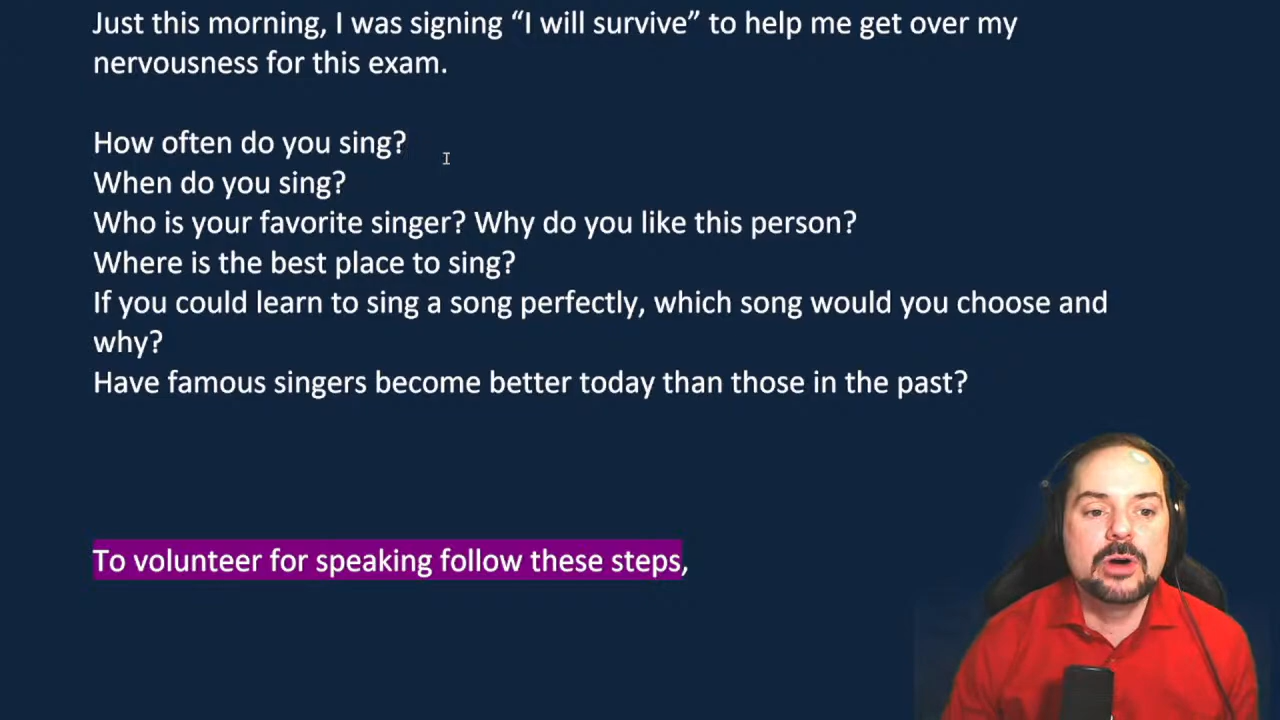 Just this morning, I was signing “I will survive” to help me get over my
nervousness for this exam.
How often do you sing?
When do you sing?
Who is your favorite singer? Why do you like this person?
Where is the best place to sing?
If you could learn to sing a song perfectly, which song would you choose and
why?
Have famous singers become better today than those in the past?
To volunteer for speaking follow these steps,